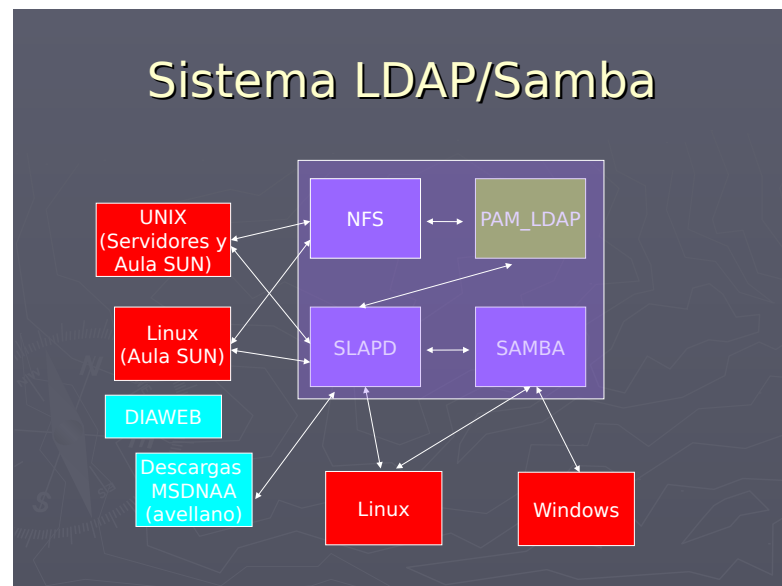 Sistema LDAP/Samba
NFS
PAM_LDAP
UNIX
(Servidores y
Aula SUN)
Linux
(Aula SUN)
SLAPD
SAMBA
DIAWEB
Descargas
MSDNAA
(avellano)
Linux
Windows
N
S